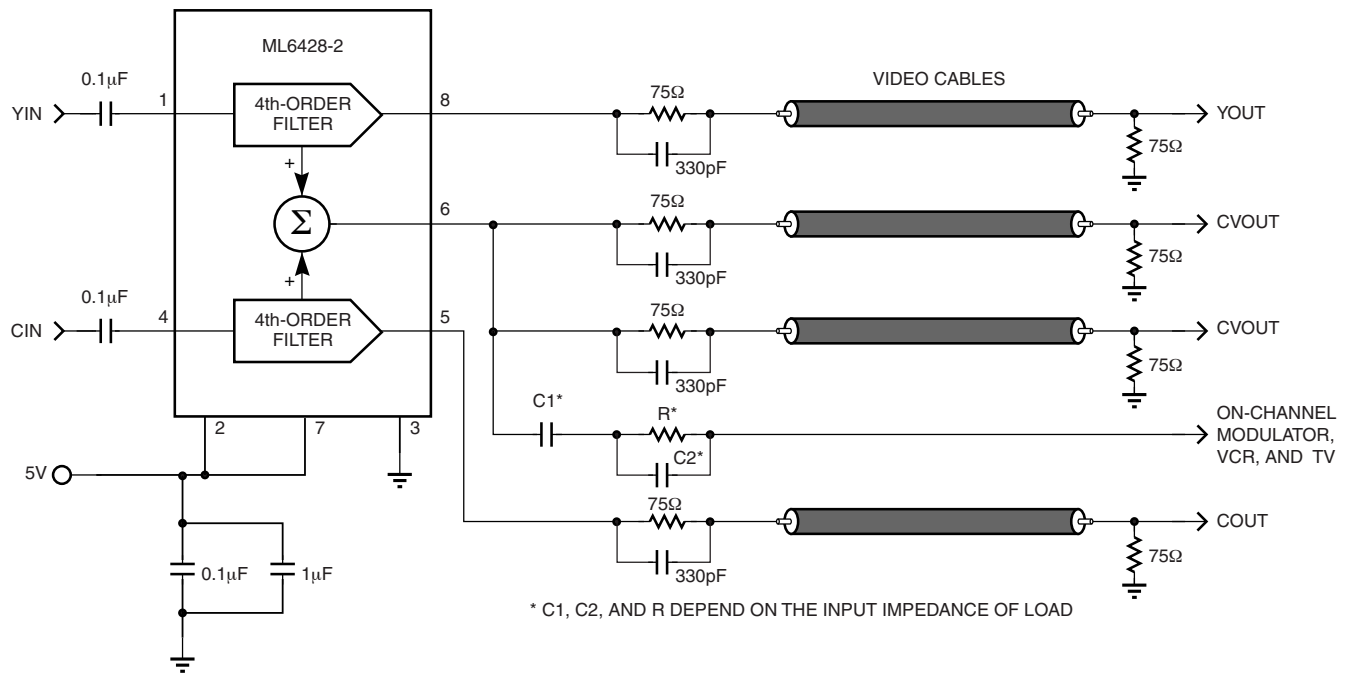 ML6428-2
0.1µF
YIN
1
4th-ORDER
FILTER
8
75Ω
330pF
VIDEO CABLES
YOUT
75Ω
+
Σ
6
75Ω
330pF
CVOUT
75Ω
+
0.1µF
CIN
4
4th-ORDER
FILTER
5
75Ω
330pF
CVOUT
75Ω
2
7
3
C1*
R*
C2*
ON-CHANNEL
MODULATOR,
VCR, AND TV
5V
75Ω
330pF
COUT
75Ω
0.1µF
1µF
* C1, C2, AND R DEPEND ON THE INPUT IMPEDANCE OF LOAD